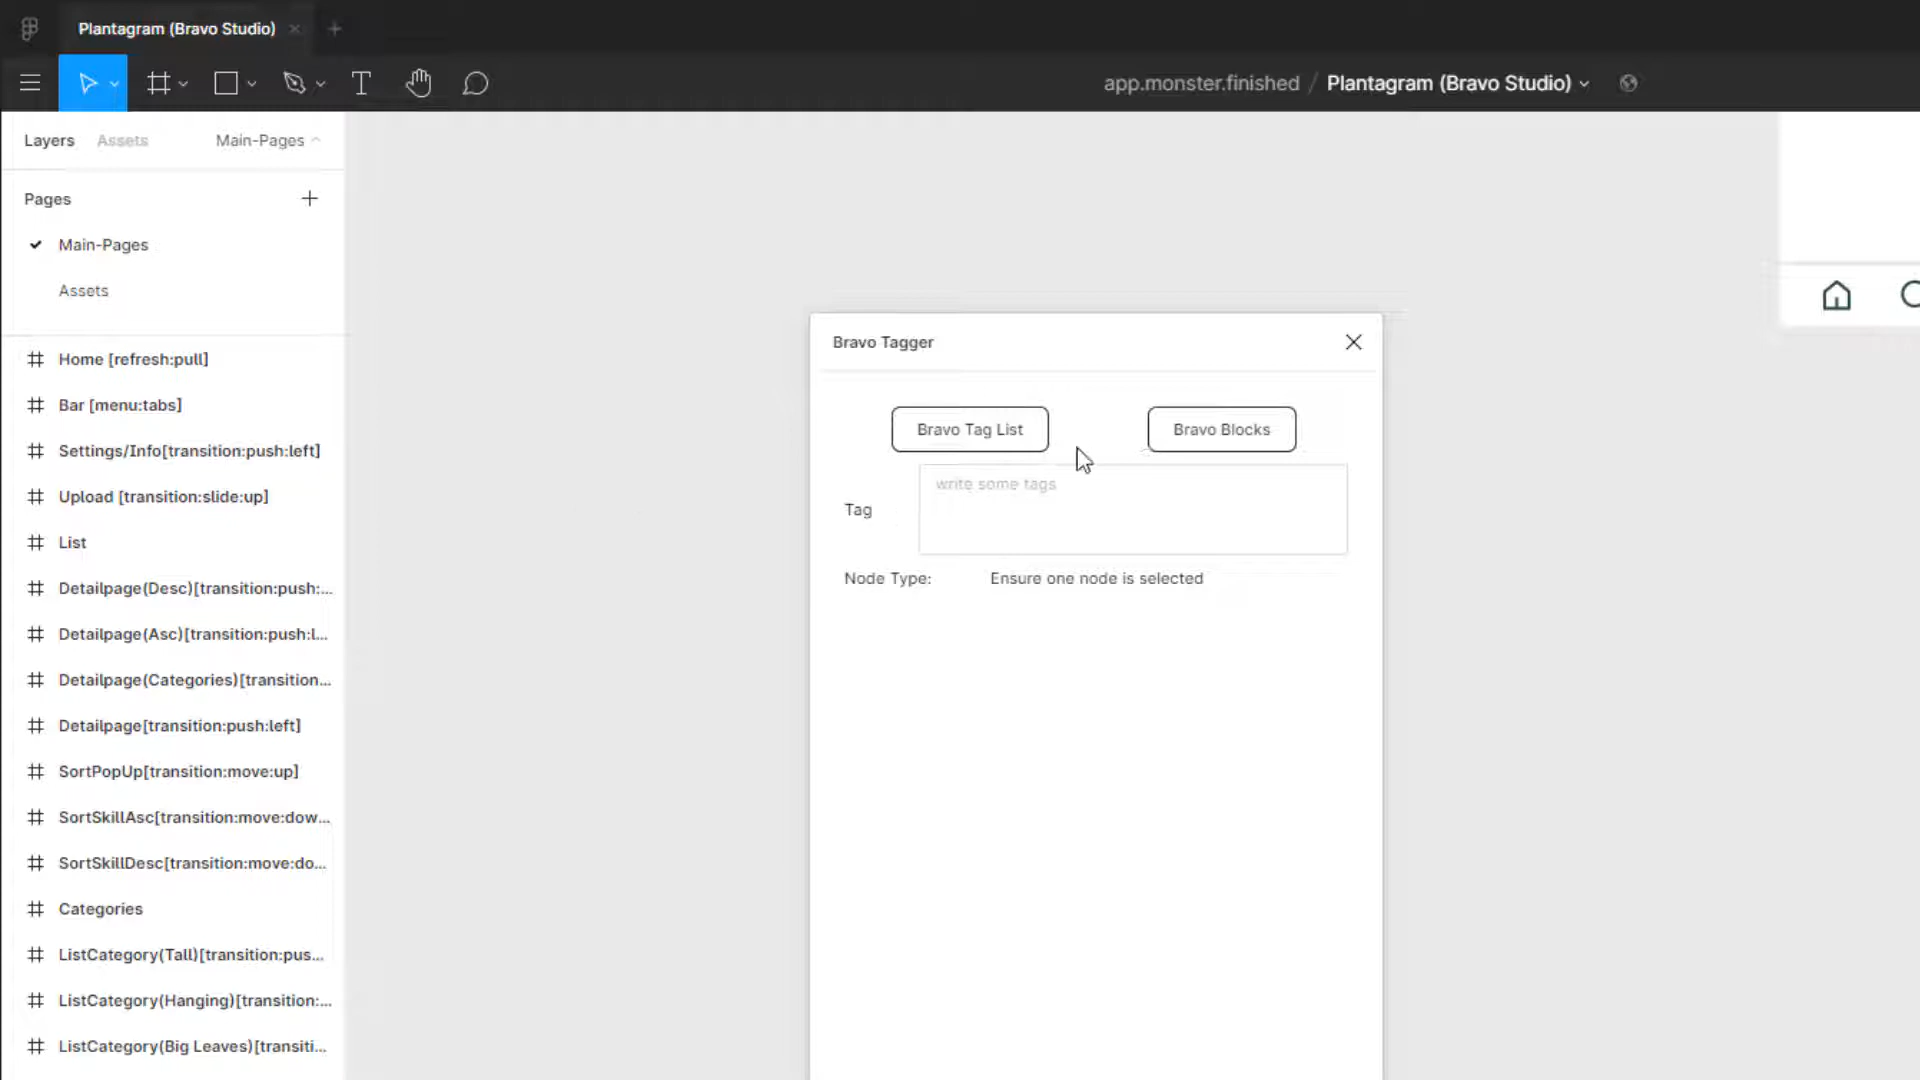 Plantagram (Bravo Studio)
app.monster.finished / Plantagram (Bravo Studio)
Layers
Assets
Main-Pages
Pages
Main-Pages
Assets
Home [refresh:pull]
Bar [menu:tabs]
Settings/Info[transition:push:left]
Upload [transition:slide:up]
List
Detailpage(Desc)[transition:push:...
Detailpage(Asc)[transition:push:l...
Detailpage(Categories)[transition...
Detailpage[transition:push:left]
SortPopUp[transition:move:up]
SortSkillAsc[transition:move:dow...
SortSkillDesc[transition:move:do...
Categories
ListCategory(Tall)[transition:pus...
ListCategory(Hanging)[transition:...
ListCategory(Big Leaves)[transiti...
Bravo Tagger
Bravo Tag List
Bravo Blocks
Tag
write some tags
Node Type:
Ensure one node is selected